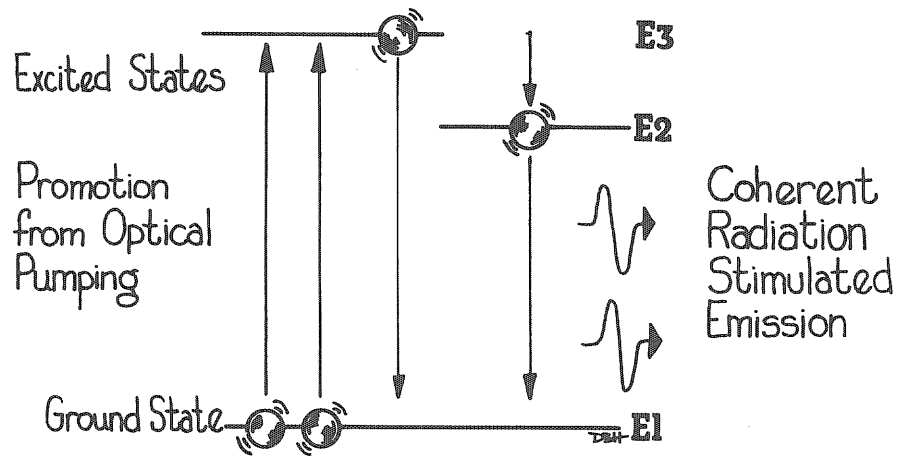 E3
Excited States
E2
Promotion
from Optical
Pumping
Coherent
Radiation
Stimulated
Emission
Ground State
DBH
E1